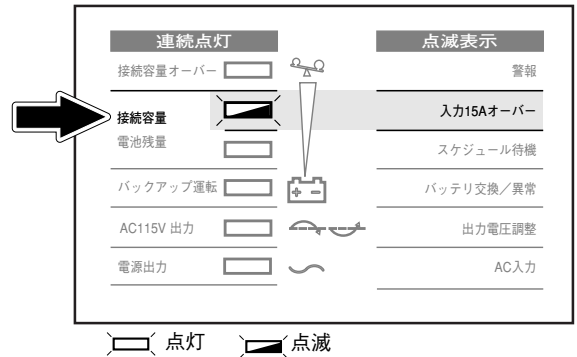 連続点灯 点滅表示
接続容量オーバー 警報
接続容量 入力15Aオーバー
電池残量 スケジュール待機
バックアップ運転 バッテリ交換／異常
AC115V 出力 出力電圧調整
電源出力 AC入力
点灯 点滅